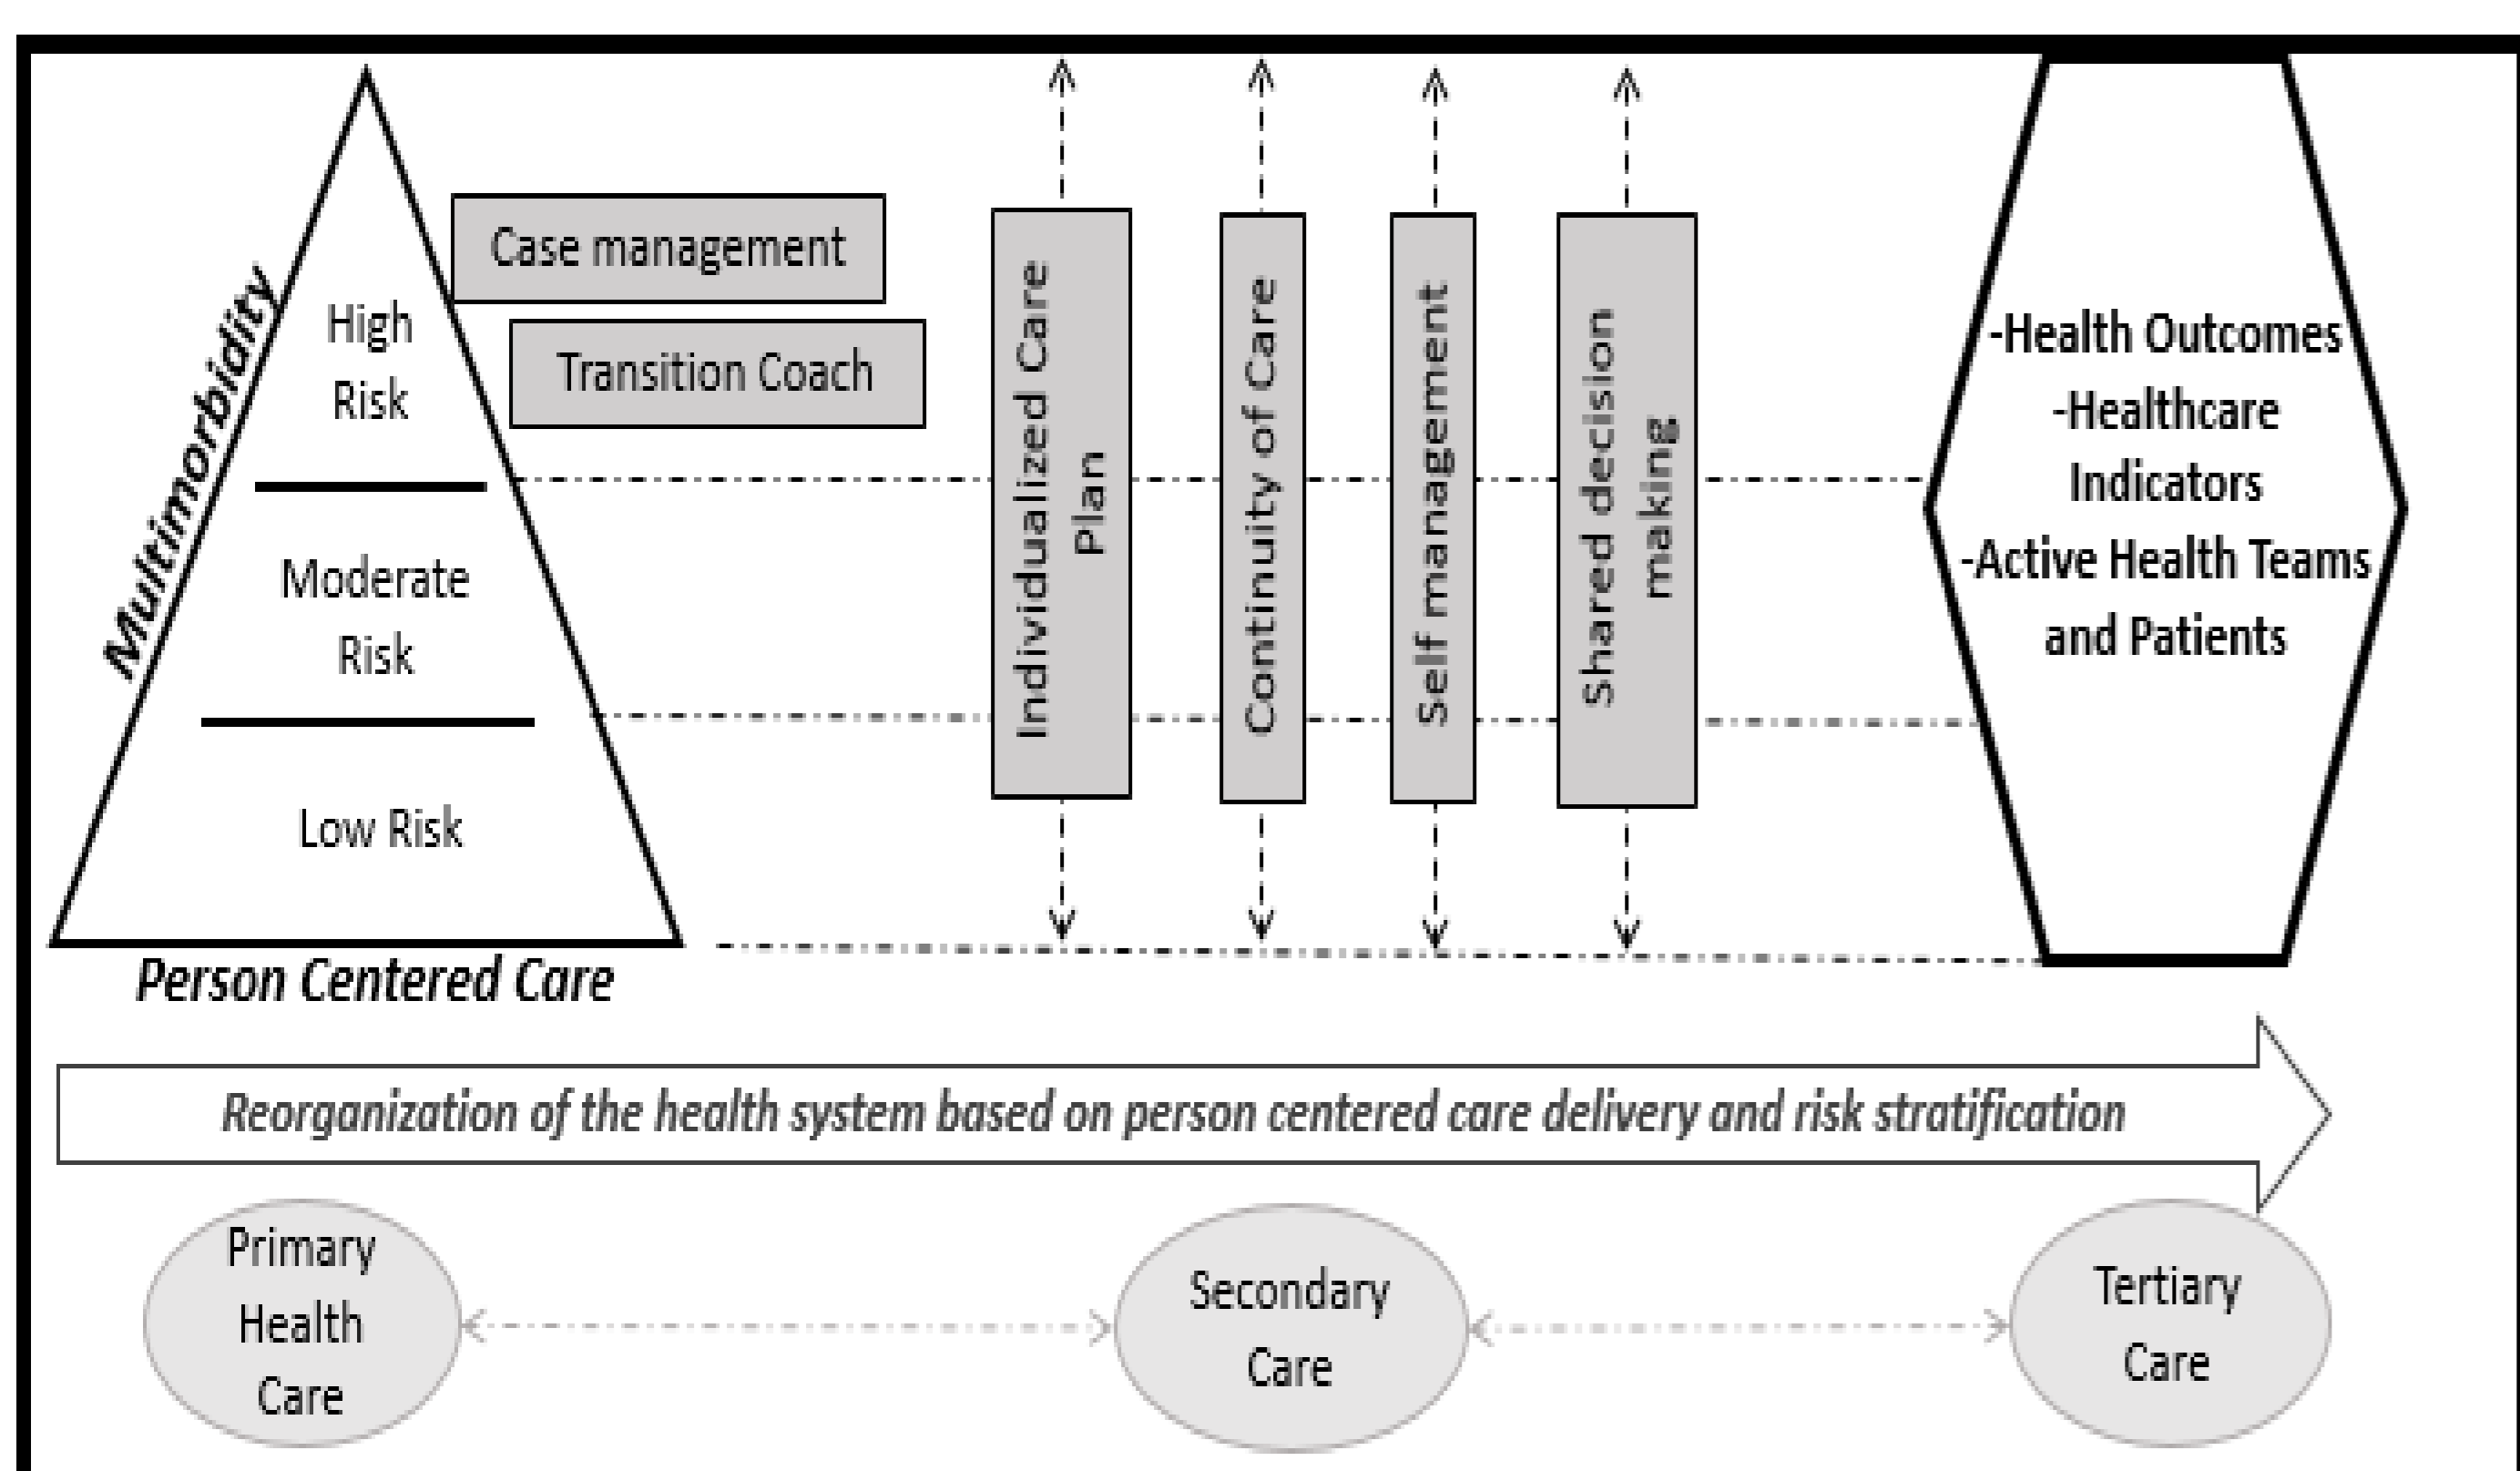 Multimorbidity
High
Risk
Moderate
Risk
Low Risk
Person Centered Care
Case management
Transition Coach
Individualized Care
Plan
Continuity of Care
Self management
Shared decision
making
-Health Outcomes
-Healthcare
Indicators
-Active Health Teams
and Patients
Reorganization of the health system based on person centered care delivery and risk stratification
Primary
Health
Care
Secondary
Care
Tertiary
Care